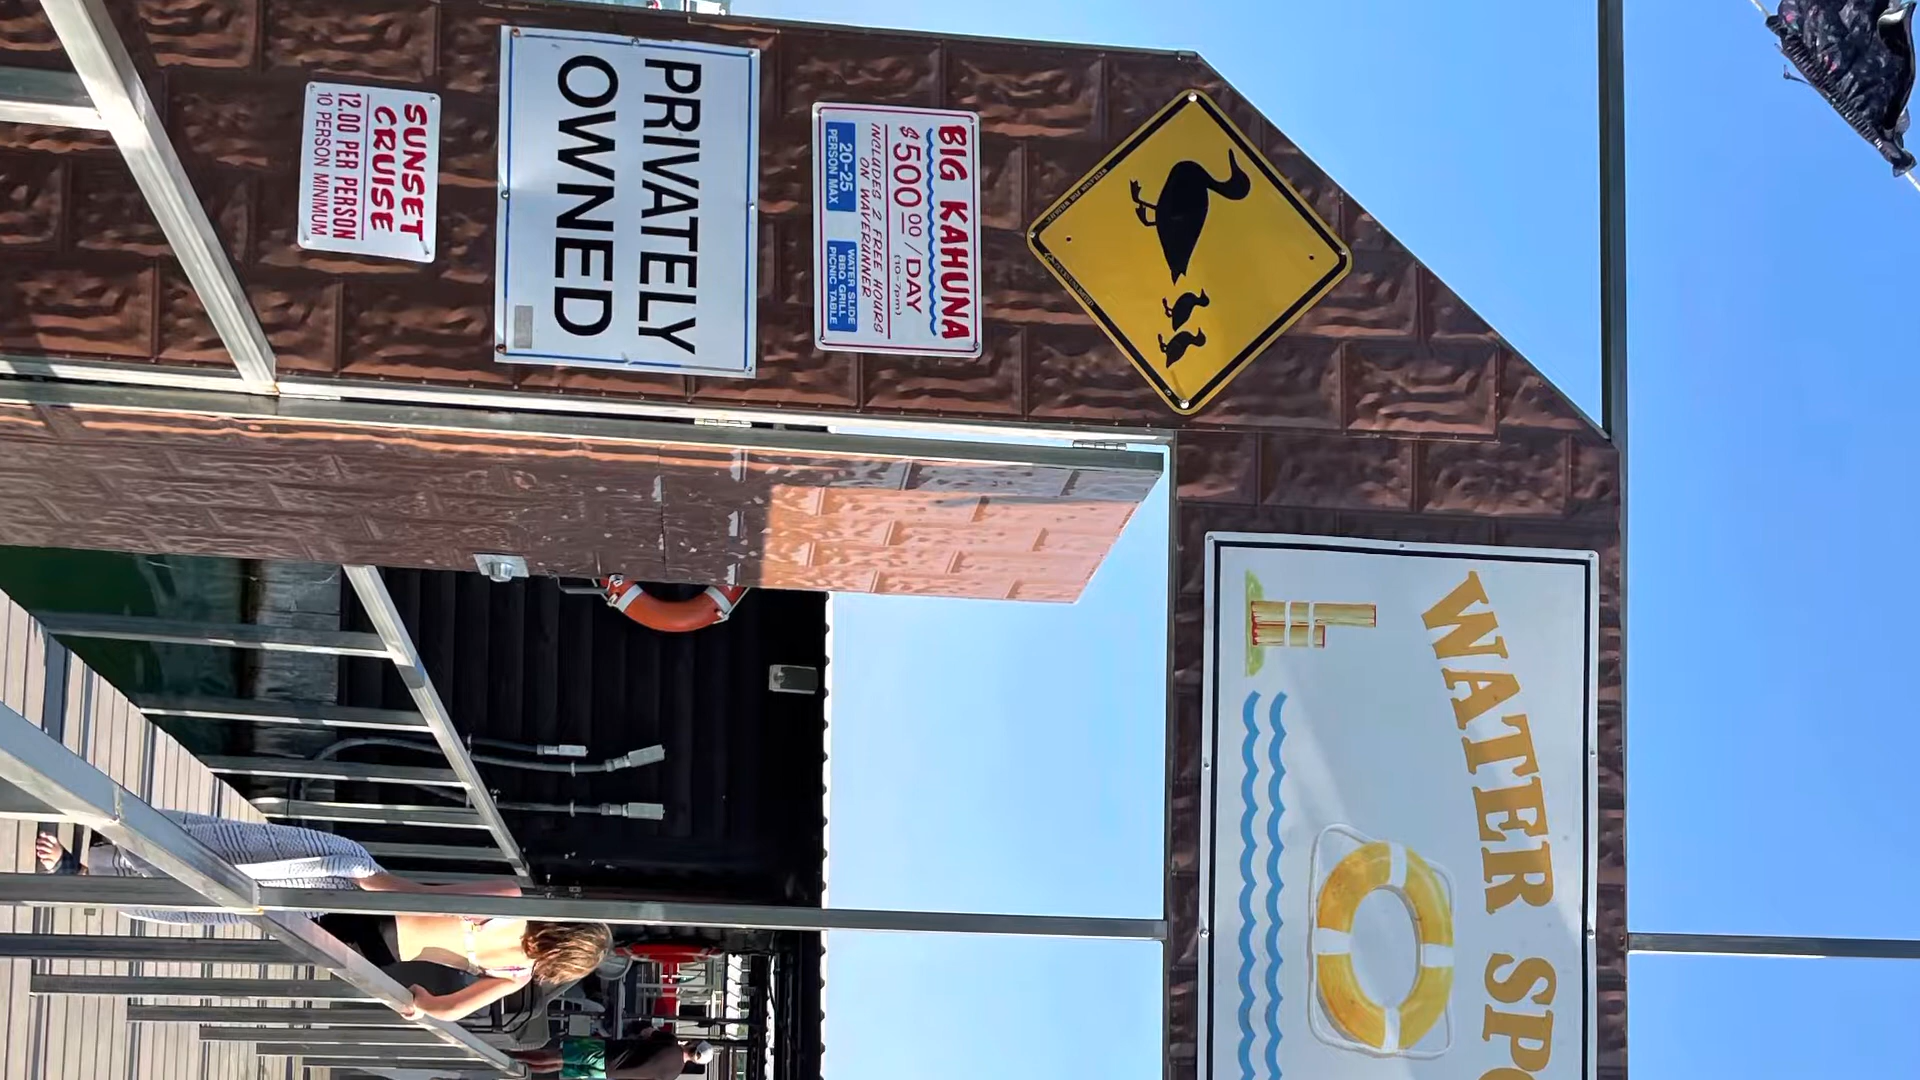 WATER SPO
BIG KAHUNA
$500.00 / DAY
(10-7pm)
INCLUDES 2 FREE HOURS
ON WAVERUNNER
20-25
PERSON MAX
WATER SLIDE
BBQ GRILL
PICNIC TABLE
PRIVATELY
OWNED
SUNSET
CRUISE
12.00 PER PERSON
10 PERSON MINIMUM